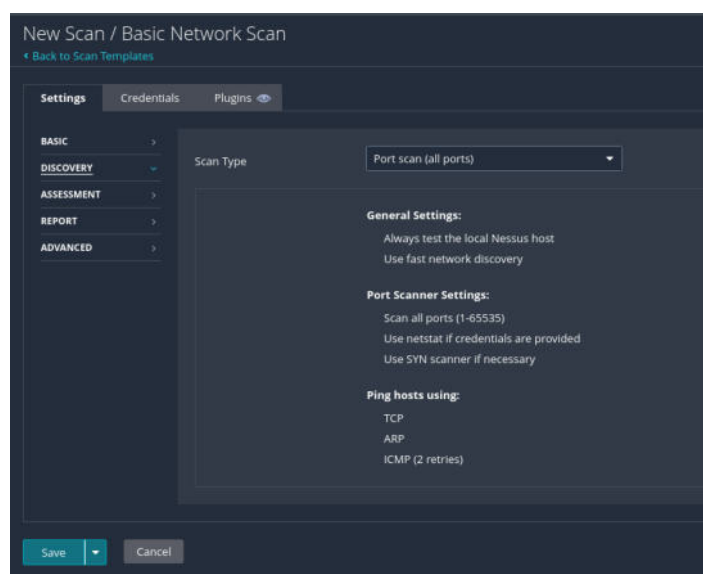 New Scan / Basic Network Scan
Back to Scan Templates
Settings Credentials Plugins
BASIC
DISCOVERY
ASSESSMENT
REPORT
ADVANCED
Scan Type Port scan (all ports)
General Settings:
Always test the local Nessus host
Use fast network discovery
Port Scanner Settings:
Scan all ports (1-65535)
Use netstat if credentials are provided
Use SYN scanner if necessary
Ping hosts using:
TCP
ARP
ICMP (2 retries)
Save Cancel